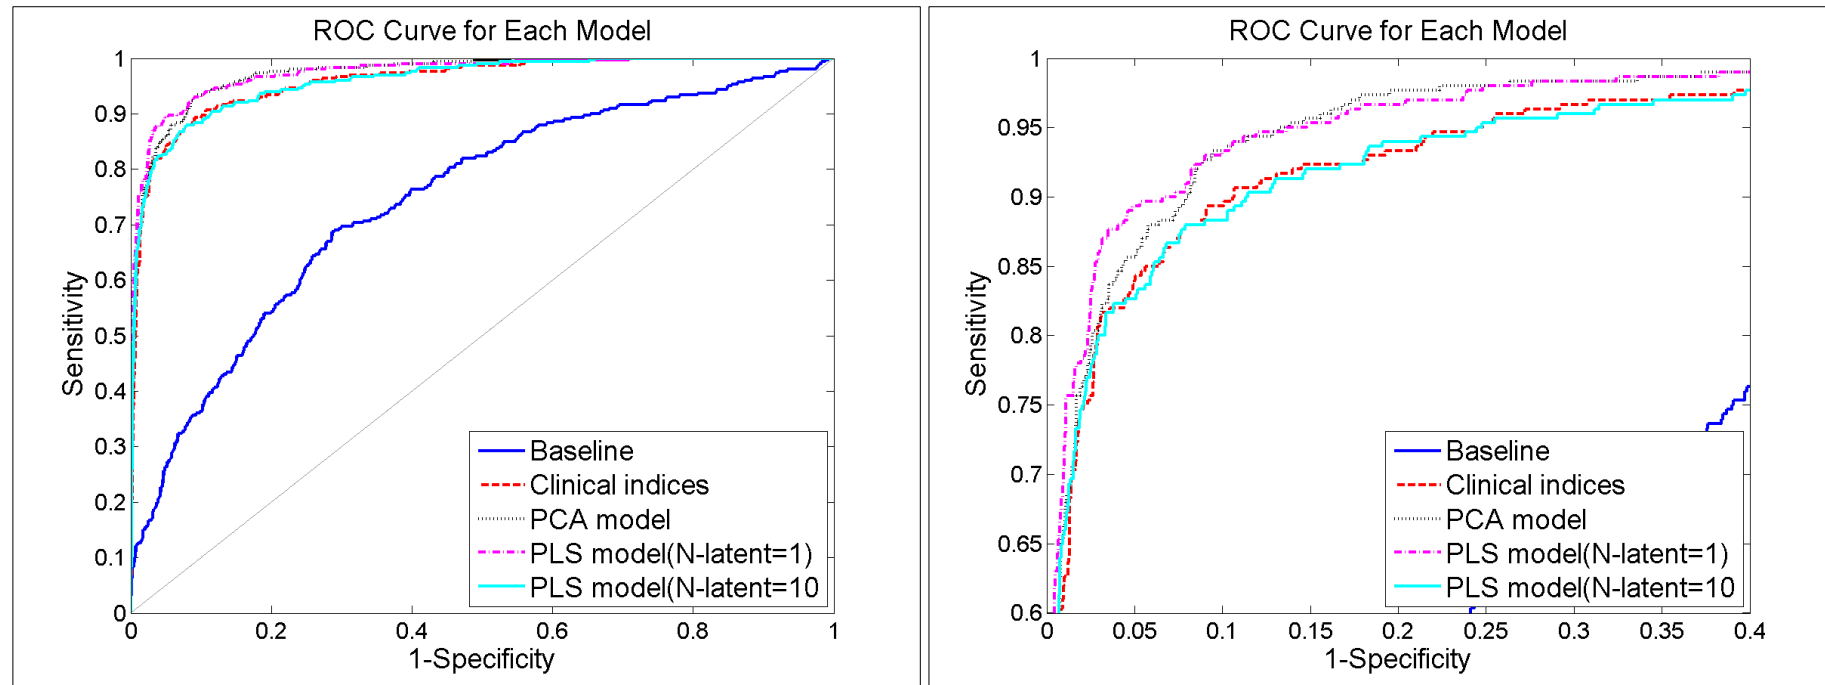 ROC Curve for Each Model
1
0.9
0.8
0.7
0.6
0.5
0.4
0.3
0.2
0.1
0
Sensitivity
Baseline
Clinical indices
PCA model
PLS model(N-latent=1)
PLS model(N-latent=10
0 0.2 0.4 0.6 0.8 1
1-Specificity
ROC Curve for Each Model
1
0.95
0.9
0.85
0.8
0.75
0.7
0.65
0.6
Sensitivity
Baseline
Clinical indices
PCA model
PLS model(N-latent=1)
PLS model(N-latent=10
0 0.05 0.1 0.15 0.2 0.25 0.3 0.35 0.4
1-Specificity